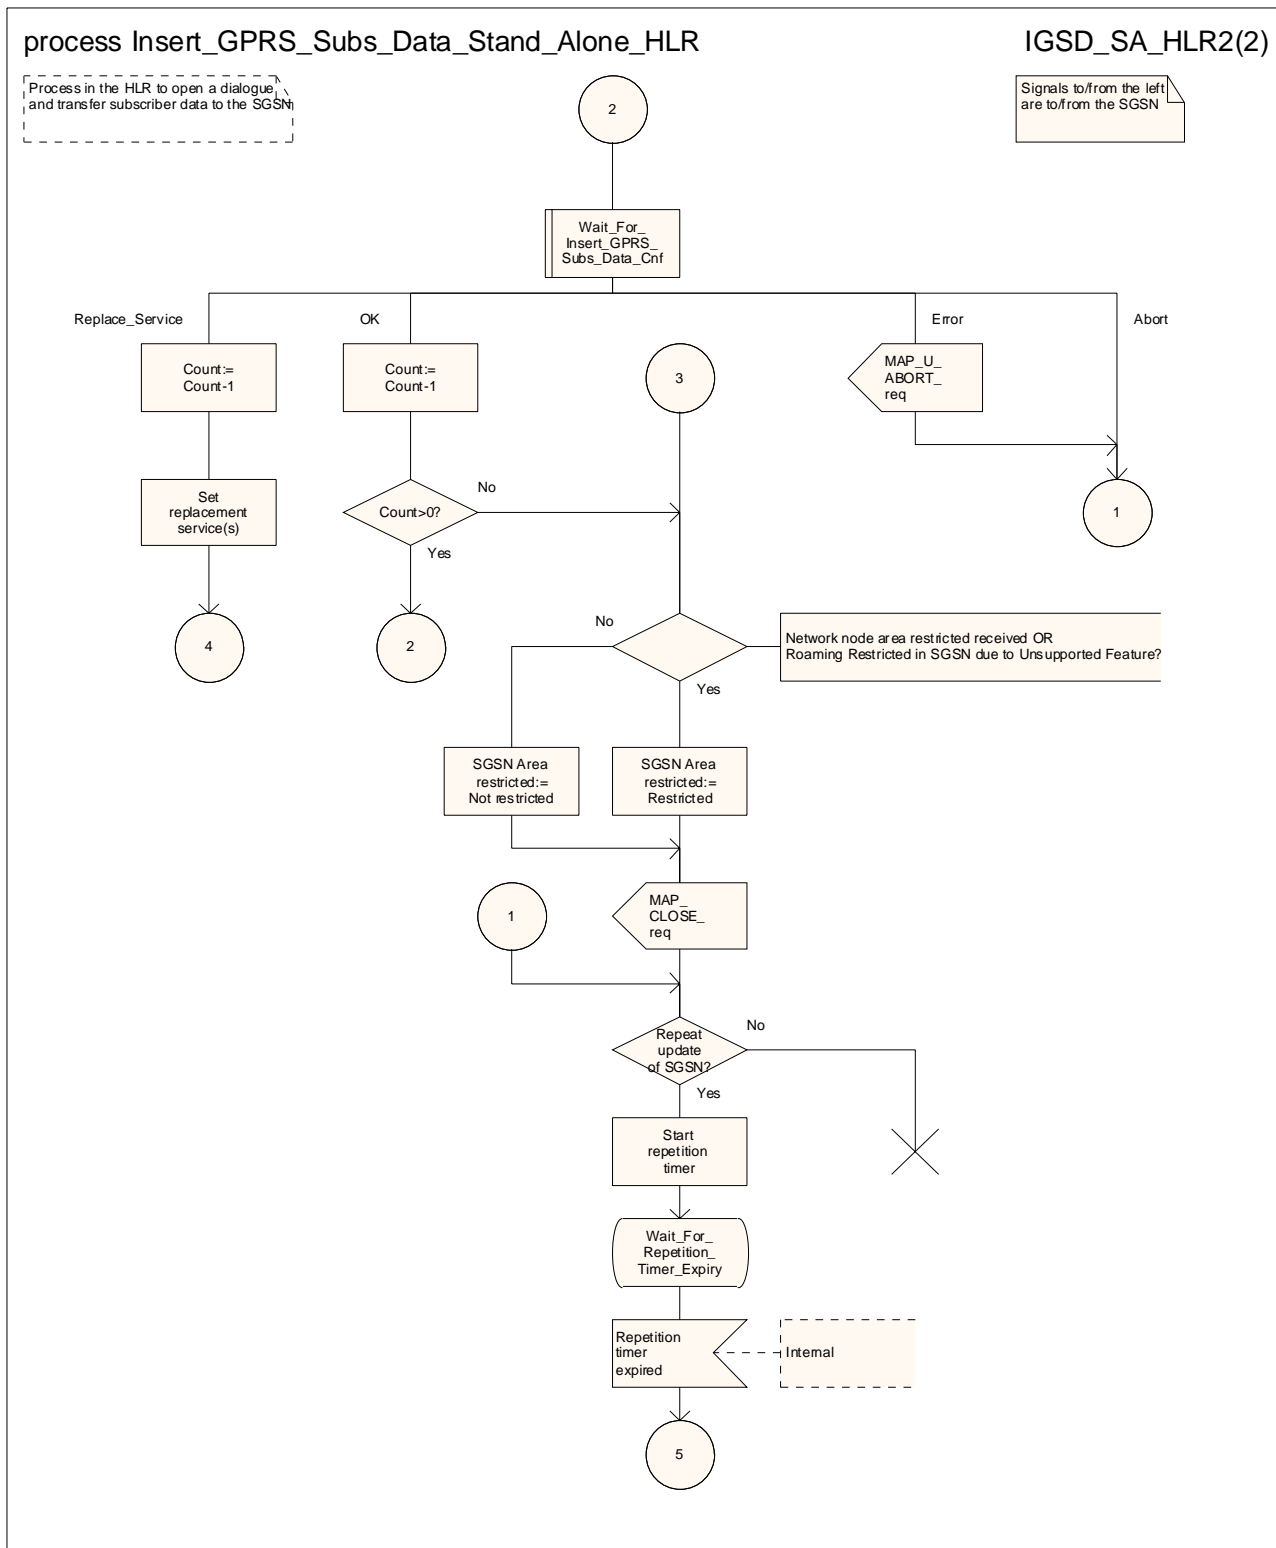 process Insert_GPRS_Subs_Data_Stand_Alone_HLR
IGSD_SA_HLR2(2)
Process in the HLR to open a dialogue
and transfer subscriber data to the SGSN
2
Signals to/from the left
are to/from the SGSN
Wait_For_
Insert_GPRS_
Subs_Data_Cnf
Replace_Service
OK
Error
Abort
Count:=
Count-1
Count:=
Count-1
3
MAP_U_
ABORT_
req
Set
replacement
service(s)
Count>0?
No
Yes
1
4
2
No
Yes
Network node area restricted received OR
Roaming Restricted in SGSN due to Unsupported Feature?
SGSN Area
restricted:=
Not restricted
SGSN Area
restricted:=
Restricted
1
MAP_
CLOSE_
req
Repeat
update
of SGSN?
No
Yes
Start
repetition
timer
Wait_For_
Repetition_
Timer_Expiry
Repetition
timer
expired
Internal
5